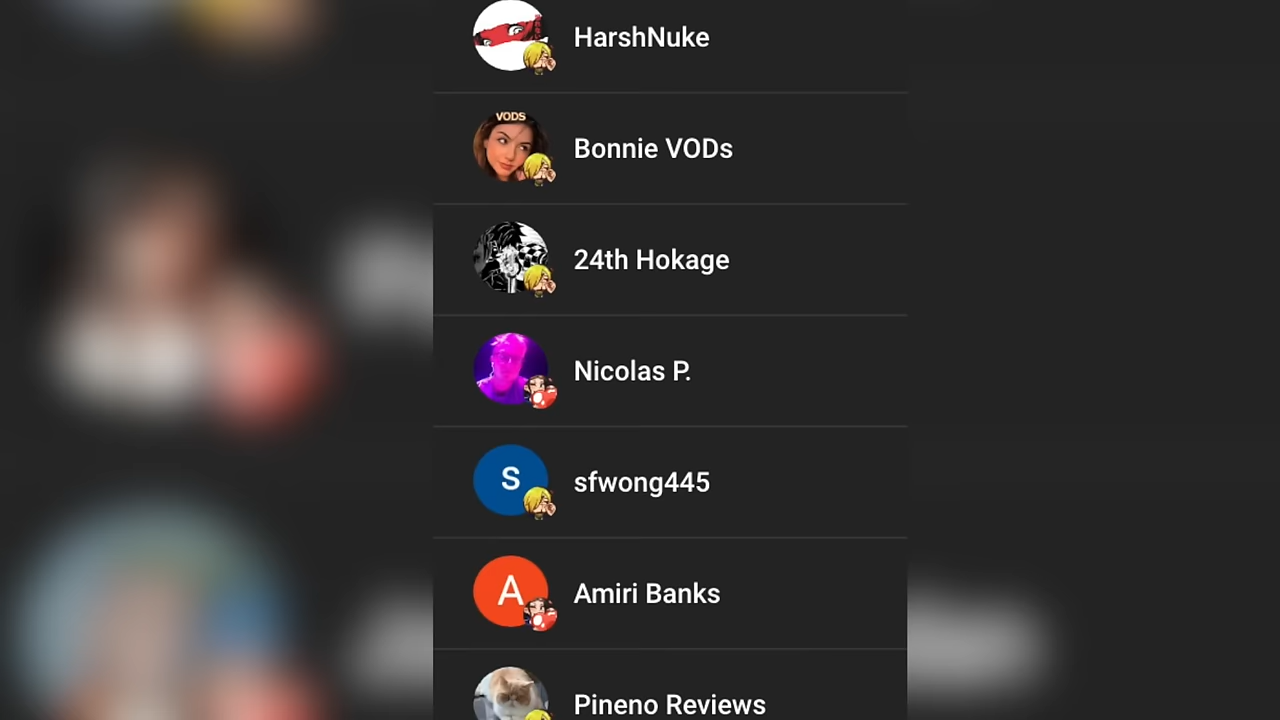 HarshNuke
VODS
Bonnie VODs
24th Hokage
Nicolas P.
S
sfwong445
A
Amiri Banks
Pineno Reviews